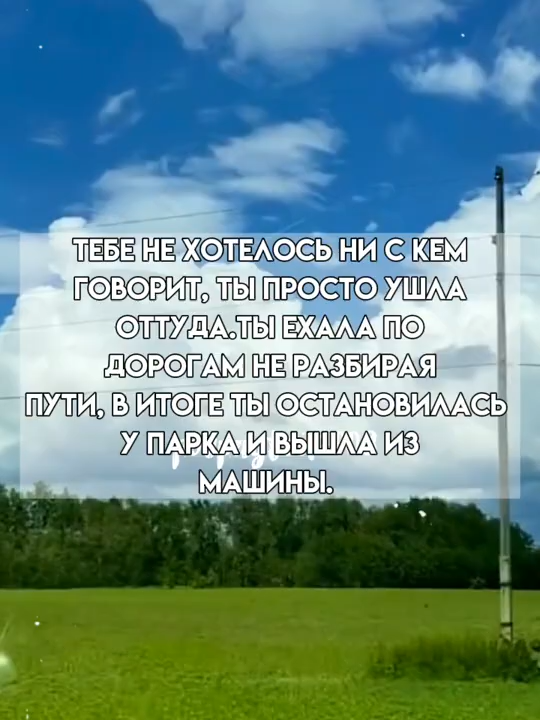 ТЕБЕ НЕ ХОТЕЛОСЬ НИ С КЕМ
ГОВОРИТ, ТЫ ПРОСТО УШЛА
ОТТУДА.ТЫ ЕХАЛА ПО
ДОРОГАМ НЕ РАЗБИРАЯ
ПУТИ, В ИТОГЕ ТЫ ОСТАНОВИЛАСЬ
У ПАРКА И ВЫШЛА ИЗ
МАШИНЫ.